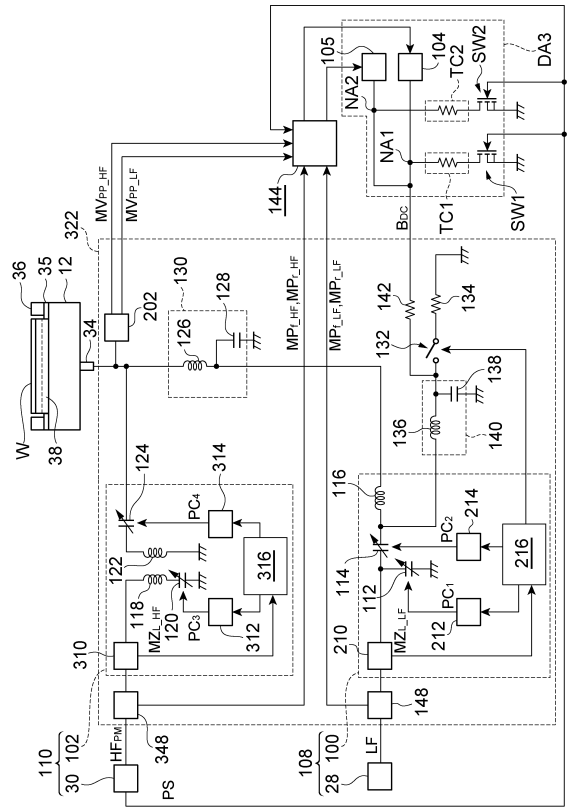 36
35
12
W
38
34
322
MVPP_HF
MVPP_LF
202
130
126
128
144
105
NA2
104
TC2
SW2
DA3
NA1
TC1
SW1
BDC
MPf_HF,MPr_HF
MPf_LF,MPr_LF
142
134
132
138
136
140
124
314
PC4
122
118
120
316
MZL_HF
PC3
312
310
116
114
112
PC2
214
216
PC1
212
MZL_LF
210
348
148
110
102
30
HFPM
PS
108
100
28
LF